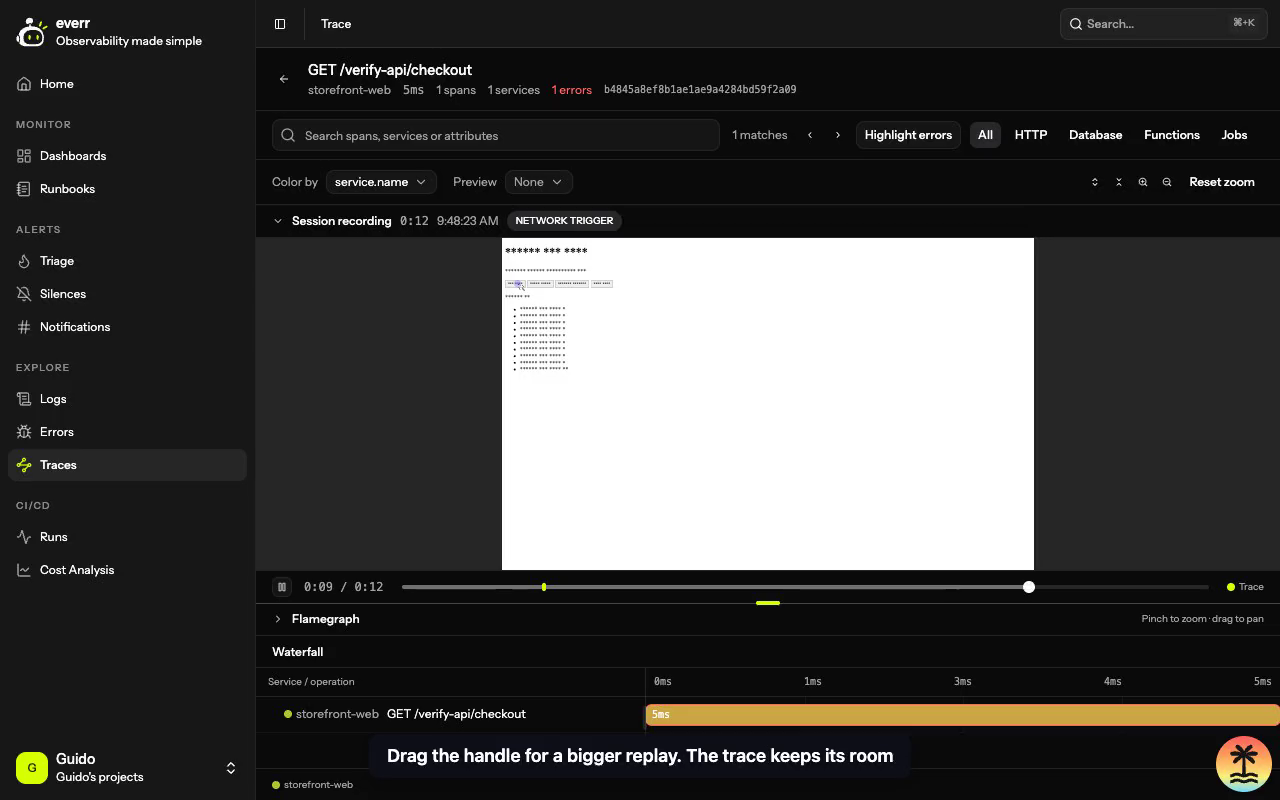 everr
Observability made simple
Trace
Search...
⌘+K
Home
MONITOR
Dashboards
Runbooks
ALERTS
Triage
Silences
Notifications
EXPLORE
Logs
Errors
Traces
CI/CD
Runs
Cost Analysis
G
Guido
Guido's projects
GET /verify-api/checkout
storefront-web 5ms 1 spans 1 services 1 errors b4845a8ef8b1ae1ae9a4284bd59f2a09
Search spans, services or attributes
1 matches
Highlight errors
All HTTP Database Functions Jobs
Color by service.name Preview None
Reset zoom
Session recording 0:12 9:48:23 AM NETWORK TRIGGER
****** *** ****
0:09 / 0:12
Trace
Flamegraph
Pinch to zoom · drag to pan
Waterfall
Service / operation 0ms 1ms 3ms 4ms 5ms
storefront-web GET /verify-api/checkout 5ms
Drag the handle for a bigger replay. The trace keeps its room
storefront-web